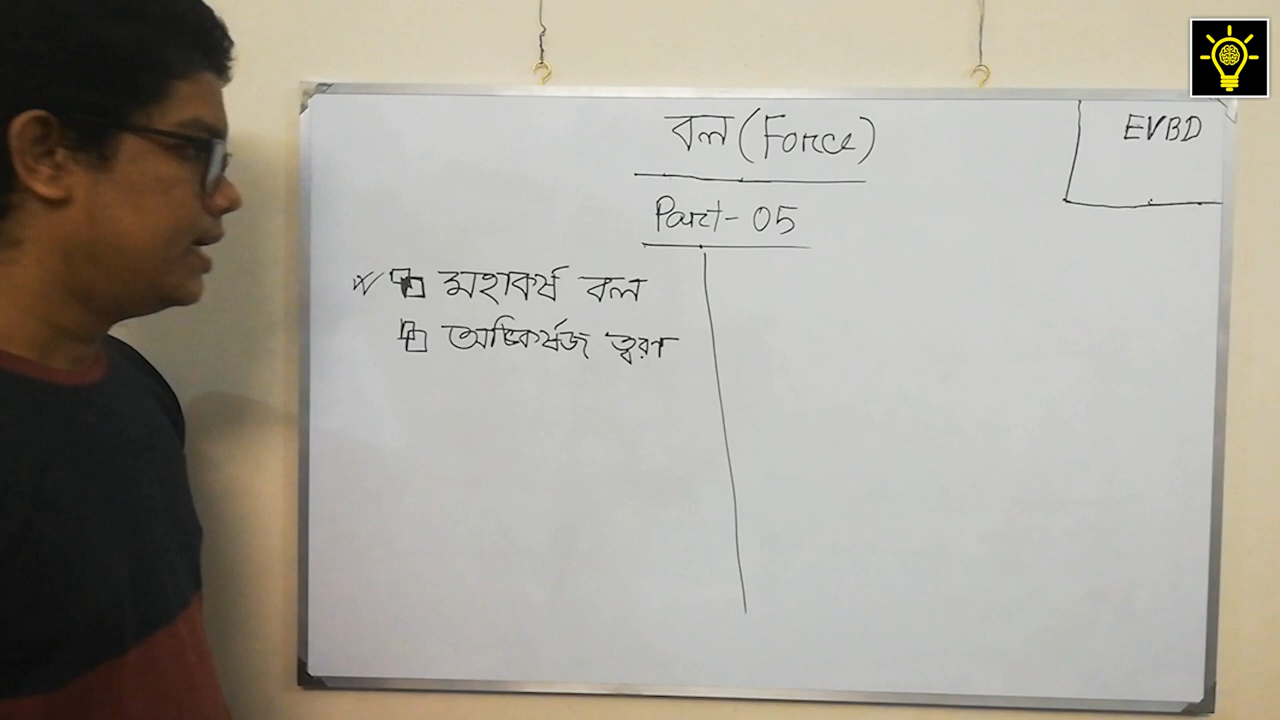 বল (Force)
EVBD
Part - 05
মহাকর্ষ বল
অভিকর্ষজ ত্বরণ